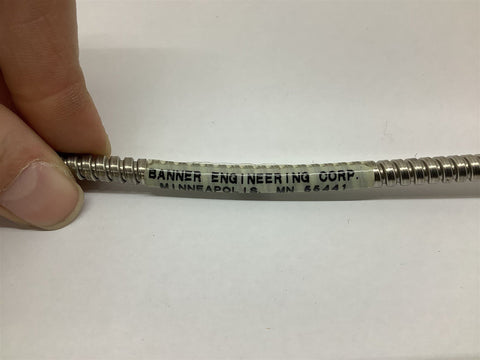 BANNER ENGINEERING CORP.
MINNEAPOLIS, MN 55441